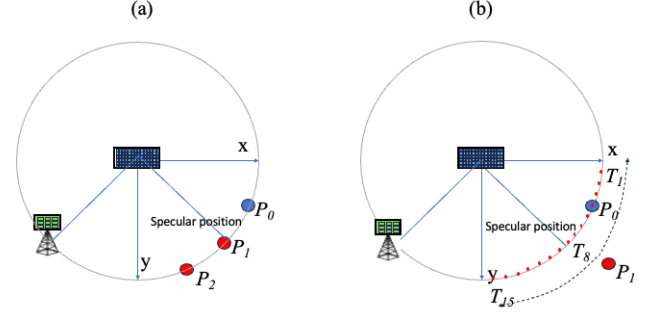 (a)
x
Specular position
P0
P1
y
P2
(b)
x
T1
P0
Specular position
T8
P1
y
T15